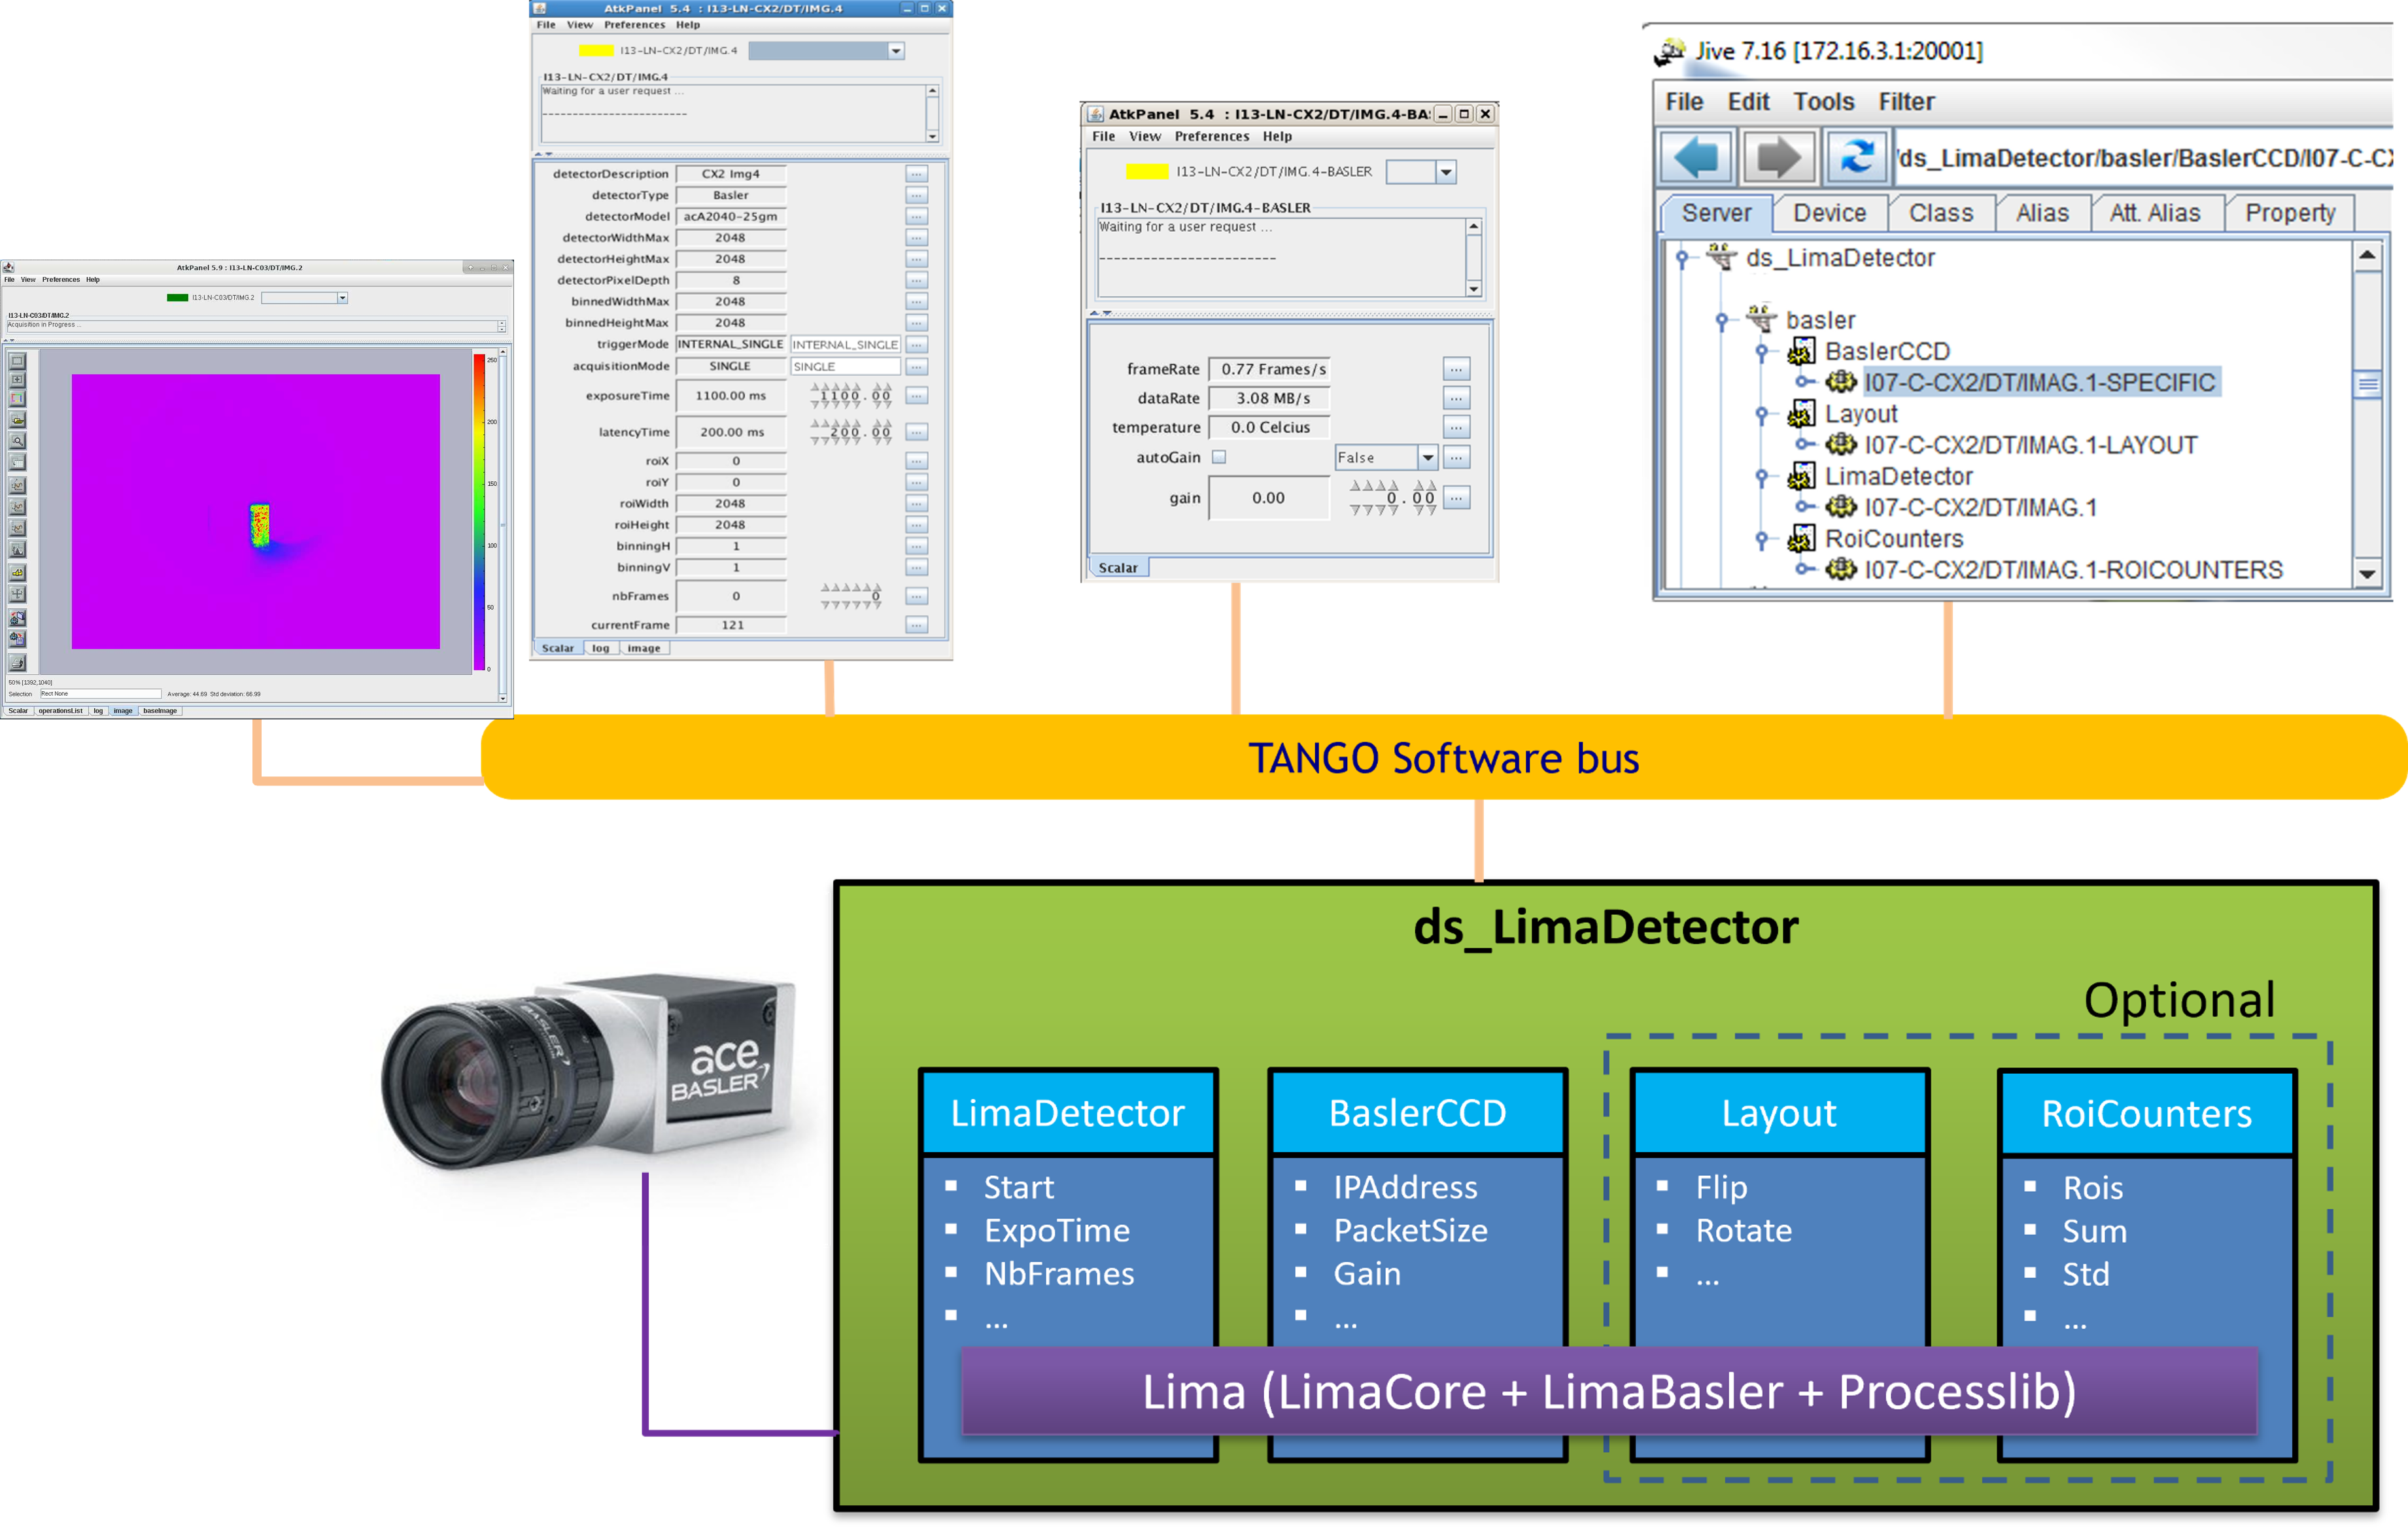 AtkPanel 5.9 : I13-LN-C03/DT/IMG.2
File View Preferences Help
I13-LN-C03/DT/IMG.2
I13-LN-C03/DT/IMG.2
Acquisition in Progress ...
250
200
150
100
50
0
50% [1392,1040]
Selection Rect None Average: 44.69 Std deviation: 66.99
Scalar operationsList log image baseImage
AtkPanel 5.4 : I13-LN-CX2/DT/IMG.4
File View Preferences Help
I13-LN-CX2/DT/IMG.4
I13-LN-CX2/DT/IMG.4
Waiting for a user request ...
------------------------
detectorDescription CX2 Img4 ...
detectorType Basler ...
detectorModel acA2040-25gm ...
detectorWidthMax 2048 ...
detectorHeightMax 2048 ...
detectorPixelDepth 8 ...
binnedWidthMax 2048 ...
binnedHeightMax 2048 ...
triggerMode INTERNAL_SINGLE INTERNAL_SINGLE ...
acquisitionMode SINGLE SINGLE ...
exposureTime 1100.00 ms 1100.00 ...
latencyTime 200.00 ms 200.00 ...
roiX 0 ...
roiY 0 ...
roiWidth 2048 ...
roiHeight 2048 ...
binningH 1 ...
binningV 1 ...
nbFrames 0 0 ...
currentFrame 121 ...
Scalar log image
AtkPanel 5.4 : I13-LN-CX2/DT/IMG.4-BA
File View Preferences Help
I13-LN-CX2/DT/IMG.4-BASLER
I13-LN-CX2/DT/IMG.4-BASLER
Waiting for a user request ...
------------------------
frameRate 0.77 Frames/s ...
dataRate 3.08 MB/s ...
temperature 0.0 Celcius ...
autoGain False ...
gain 0.00 0.00 ...
Scalar
Jive 7.16 [172.16.3.1:20001]
File Edit Tools Filter
ds_LimaDetector/basler/BaslerCCD/I07-C-C
Server Device Class Alias Att. Alias Property
ds_LimaDetector
basler
BaslerCCD
I07-C-CX2/DT/IMAG.1-SPECIFIC
Layout
I07-C-CX2/DT/IMAG.1-LAYOUT
LimaDetector
I07-C-CX2/DT/IMAG.1
RoiCounters
I07-C-CX2/DT/IMAG.1-ROICOUNTERS
TANGO Software bus
ds_LimaDetector
Optional
BASLER
ace
BASLER
LimaDetector
▪ Start
▪ ExpoTime
▪ NbFrames
▪ ...
BaslerCCD
▪ IPAddress
▪ PacketSize
▪ Gain
▪ ...
Layout
▪ Flip
▪ Rotate
▪ ...
RoiCounters
▪ Rois
▪ Sum
▪ Std
▪ ...
Lima (LimaCore + LimaBasler + Processlib)